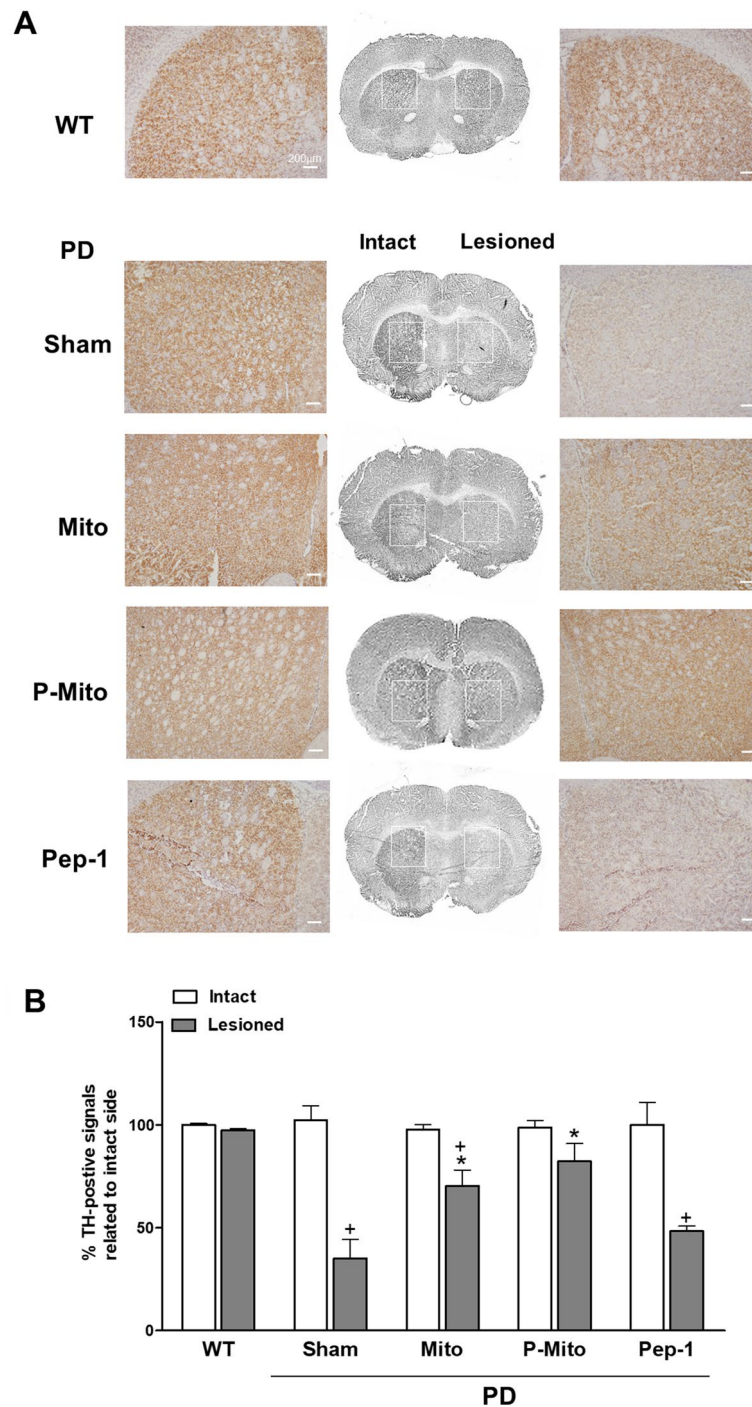 A
WT
200µm
PD
Intact Lesioned
Sham
Mito
P-Mito
Pep-1
B
Intact
Lesioned
% TH-postive signals
related to intact side
150
100
50
0
+
+
*
*
+
WT Sham Mito P-Mito Pep-1
PD